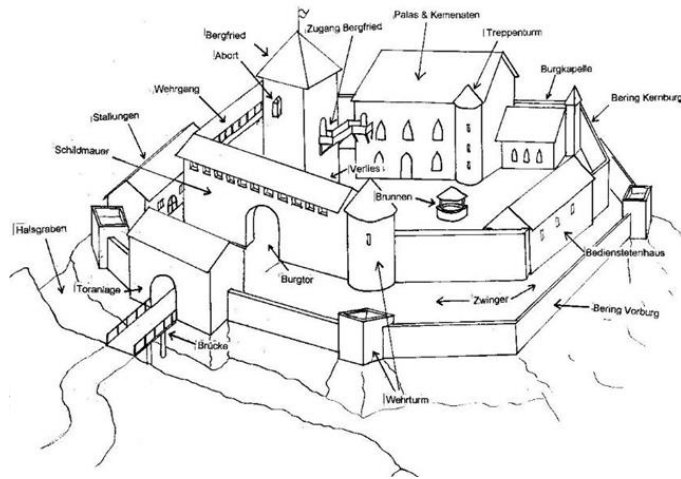 Zugang Bergfried
Palas & Kemenaten
Bergfried
Treppenturm
Abort
Burgkapelle
Wehrgang
Bering Kernburg
Stallungen
Schildmauer
Verlies
Brunnen
Halsgraben
Bedienstetenhaus
Burgtor
Toranlage
Zwinger
Bering Vorburg
Brücke
Wehrturm